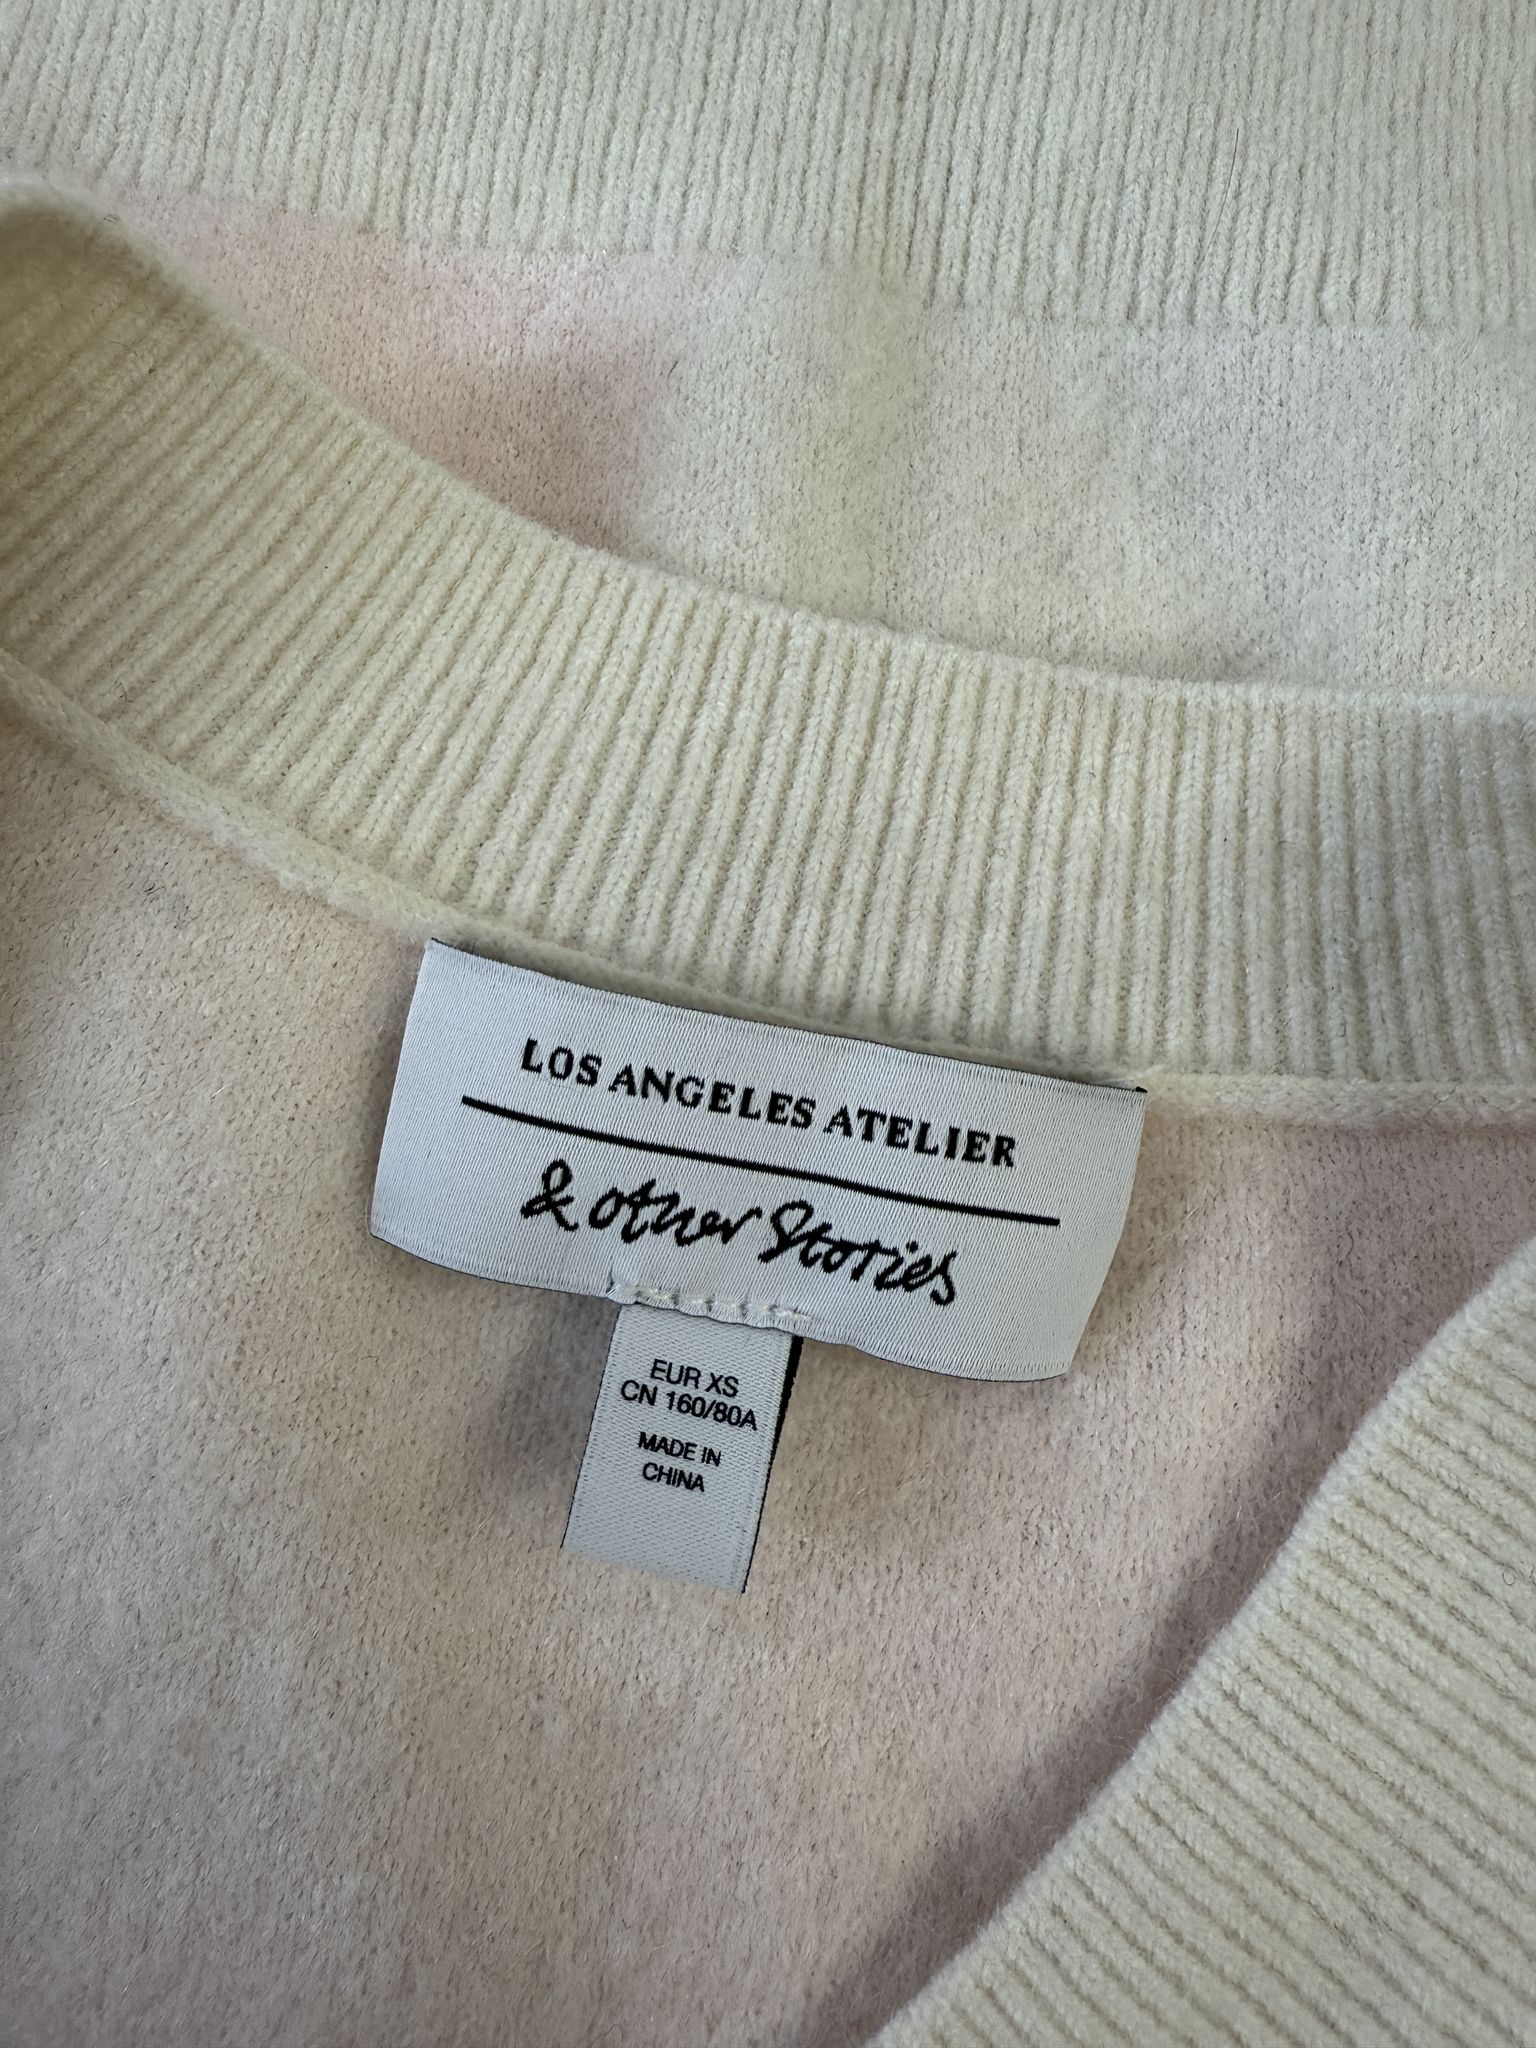 LOS ANGELES ATELIER
& other Stories
EUR XS
CN 160/80A
MADE IN
CHINA